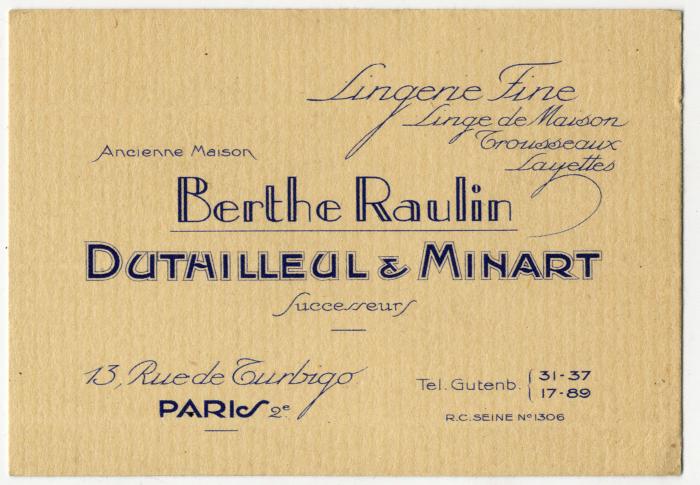 Lingerie Fine
Linge de Maison
Trousseaux
Layettes
Ancienne Maison
Berthe Raulin
DUTAILLEUL & MINART
Successeurs
13, Rue de Turbigo
PARIS 2e
Tel. Gutenb. 31-37
17-89
R.C. SEINE No 1306